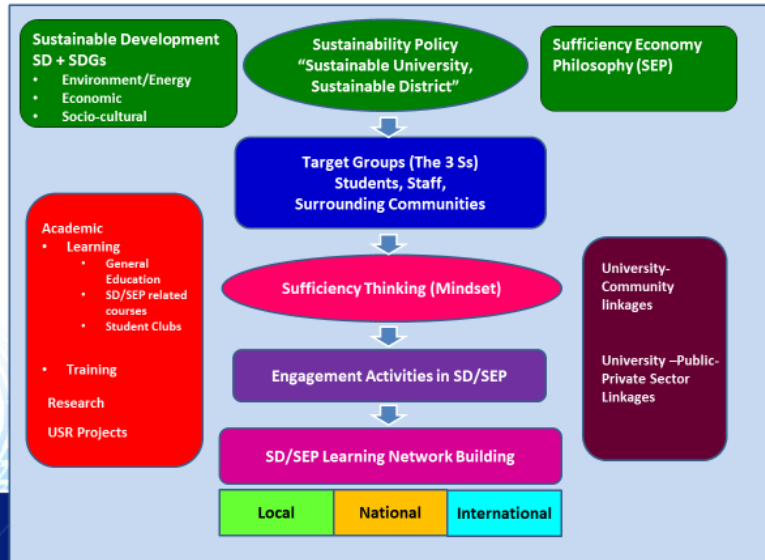 Sustainable Development
SD + SDGs
• Environment/Energy
• Economic
• Socio-cultural
Sustainability Policy
“Sustainable University,
Sustainable District”
Sufficiency Economy
Philosophy (SEP)
Target Groups (The 3 Ss)
Students, Staff,
Surrounding Communities
Academic
• Learning
• General
Education
• SD/SEP related
courses
• Student Clubs
• Training
Research
USR Projects
Sufficiency Thinking (Mindset)
Engagement Activities in SD/SEP
SD/SEP Learning Network Building
Local
National
International
University-
Community
linkages
University –Public-
Private Sector
Linkages